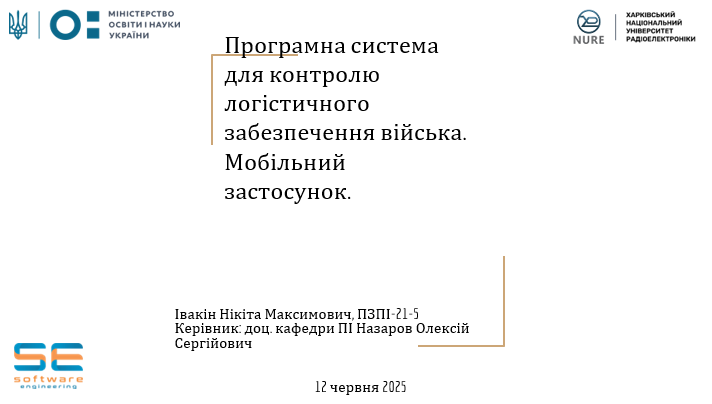 МІНІСТЕРСТВО
ОСВІТИ І НАУКИ
УКРАЇНИ
NURE
ХАРКІВСЬКИЙ
НАЦІОНАЛЬНИЙ
УНІВЕРСИТЕТ
РАДІОЕЛЕКТРОНІКИ
Програмна система
для контролю
логістичного
забезпечення війська.
Мобільний
застосунок.
Івакін Нікіта Максимович, ПЗПІ-21-5
Керівник: доц. кафедри ПІ Назаров Олексій
Сергійович
SE
software
engineering
12 червня 2025